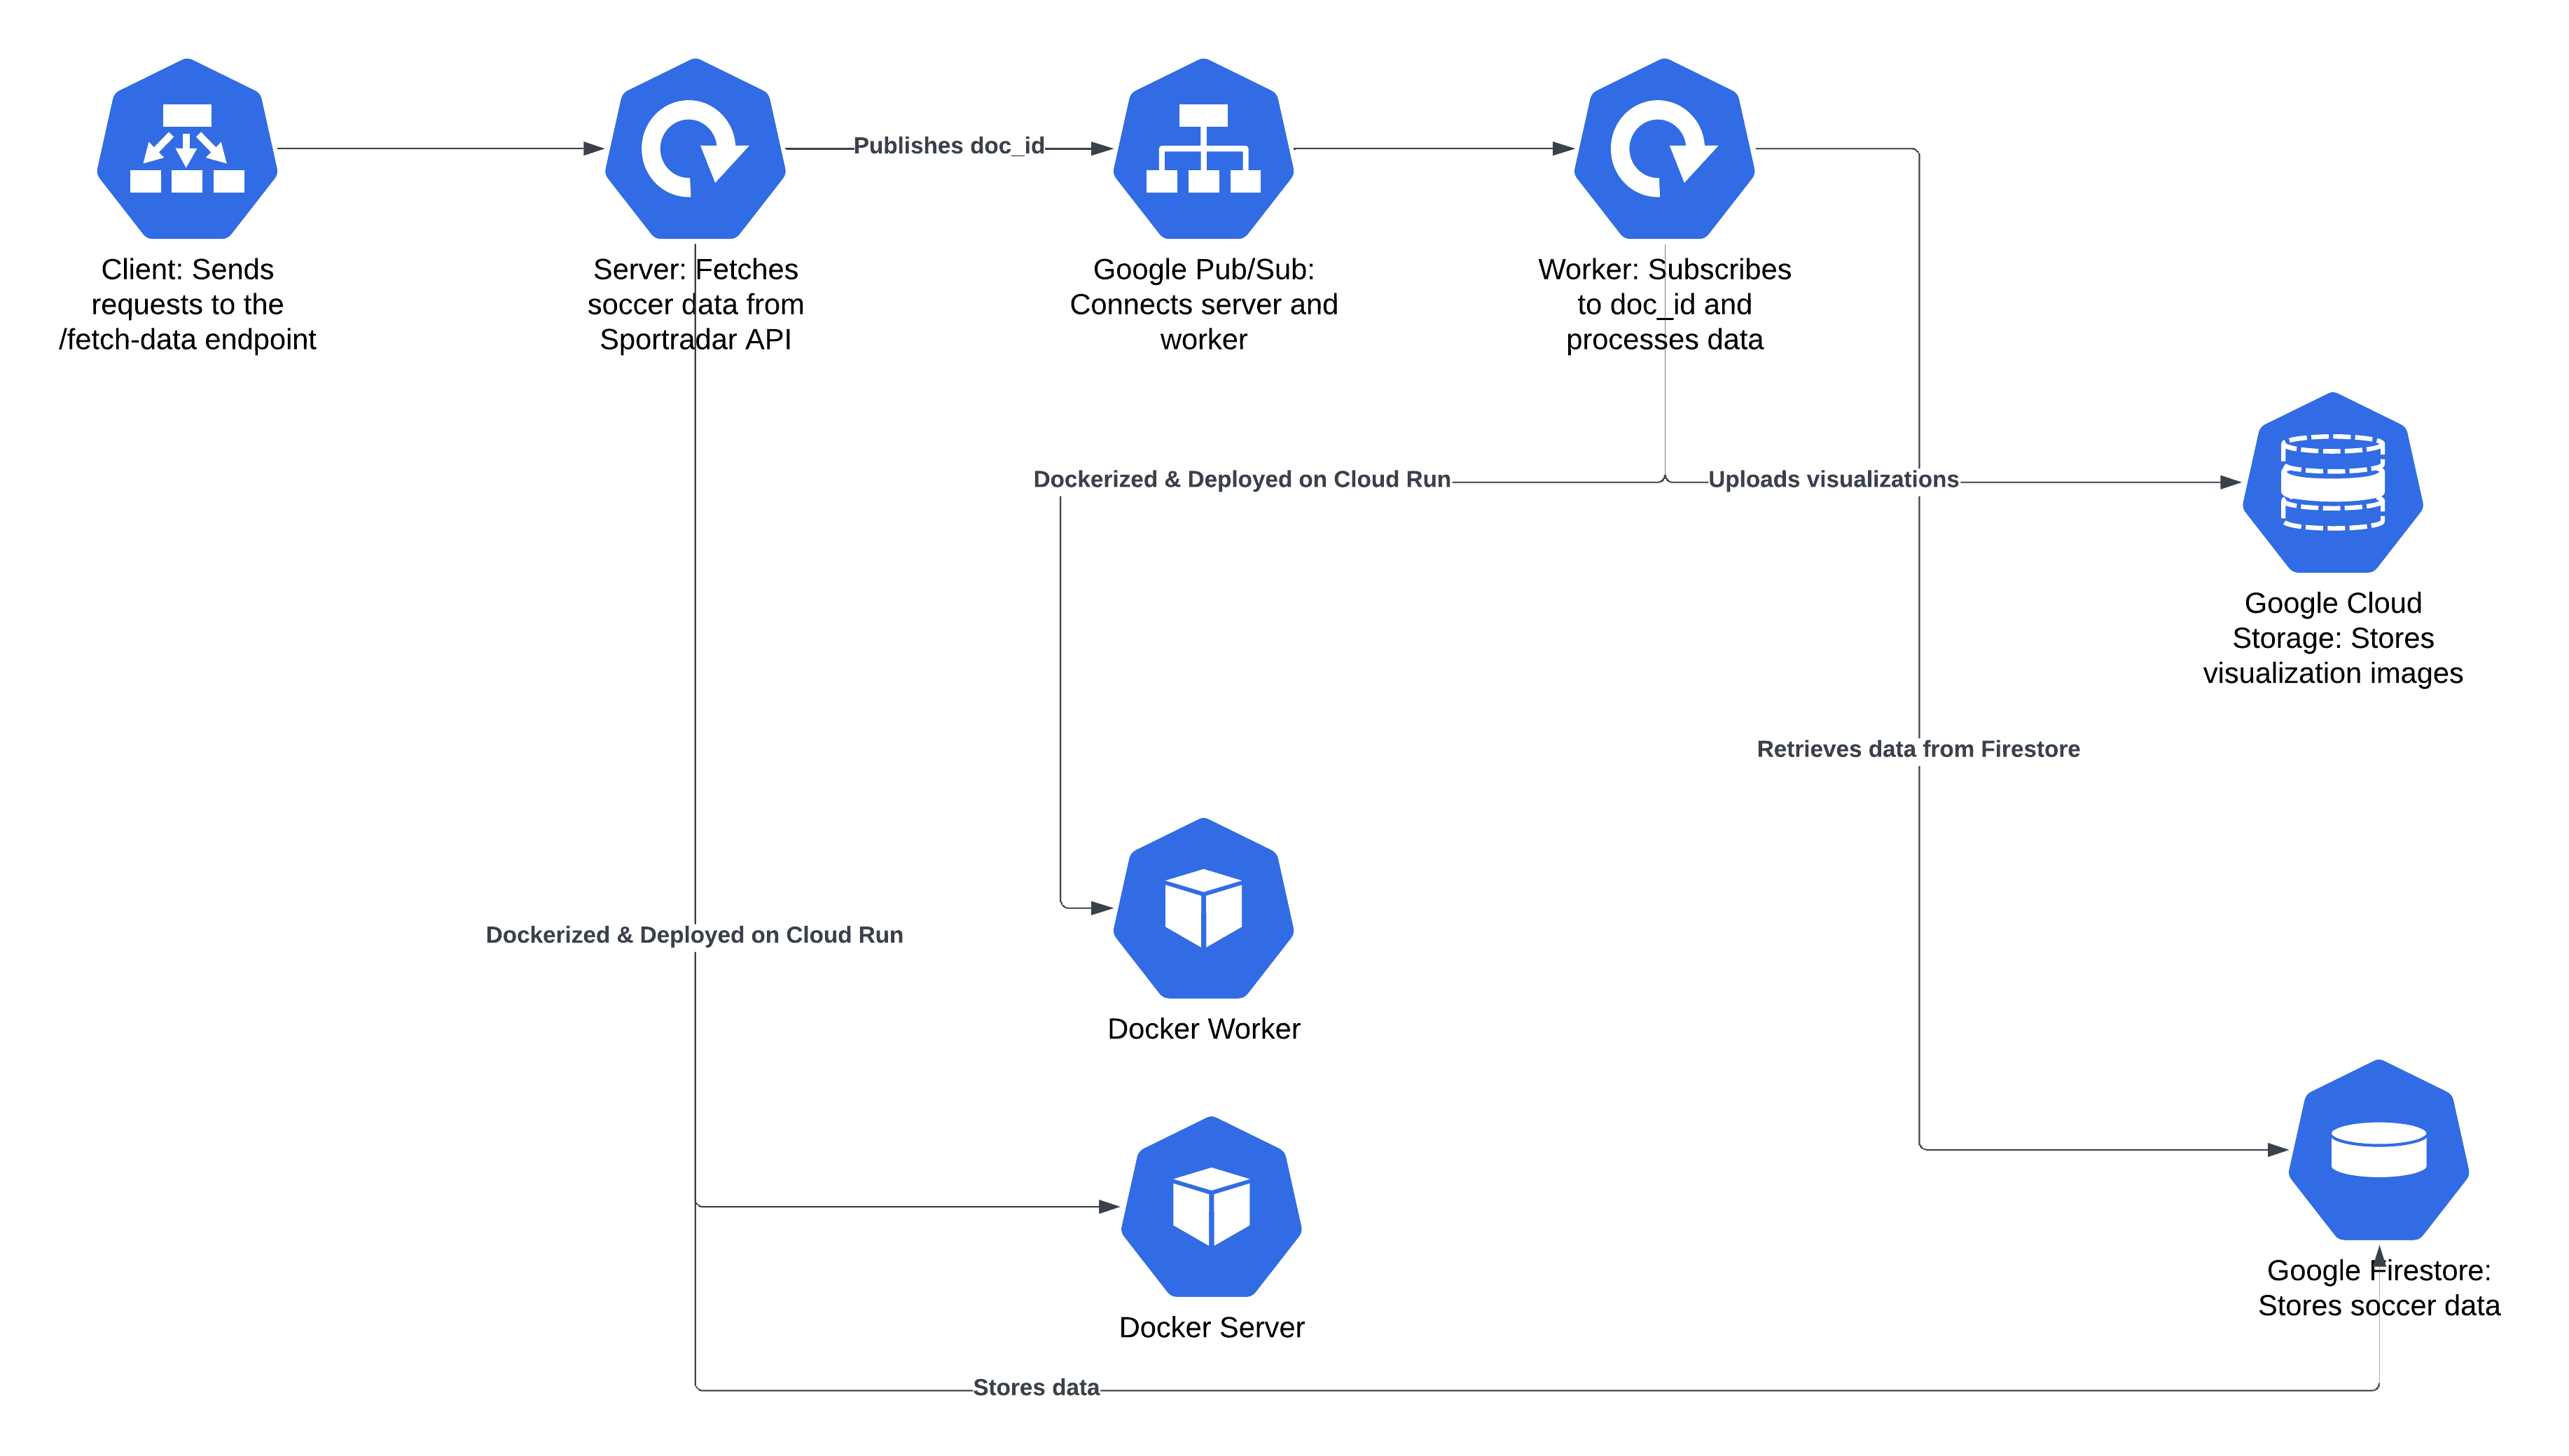 Publishes doc_id
Client: Sends
requests to the
/fetch-data endpoint
Server: Fetches
soccer data from
Sportradar API
Google Pub/Sub:
Connects server and
worker
Worker: Subscribes
to doc_id and
processes data
Dockerized & Deployed on Cloud Run
Uploads visualizations
Google Cloud
Storage: Stores
visualization images
Retrieves data from Firestore
Dockerized & Deployed on Cloud Run
Docker Worker
Google Firestore:
Stores soccer data
Docker Server
Stores data